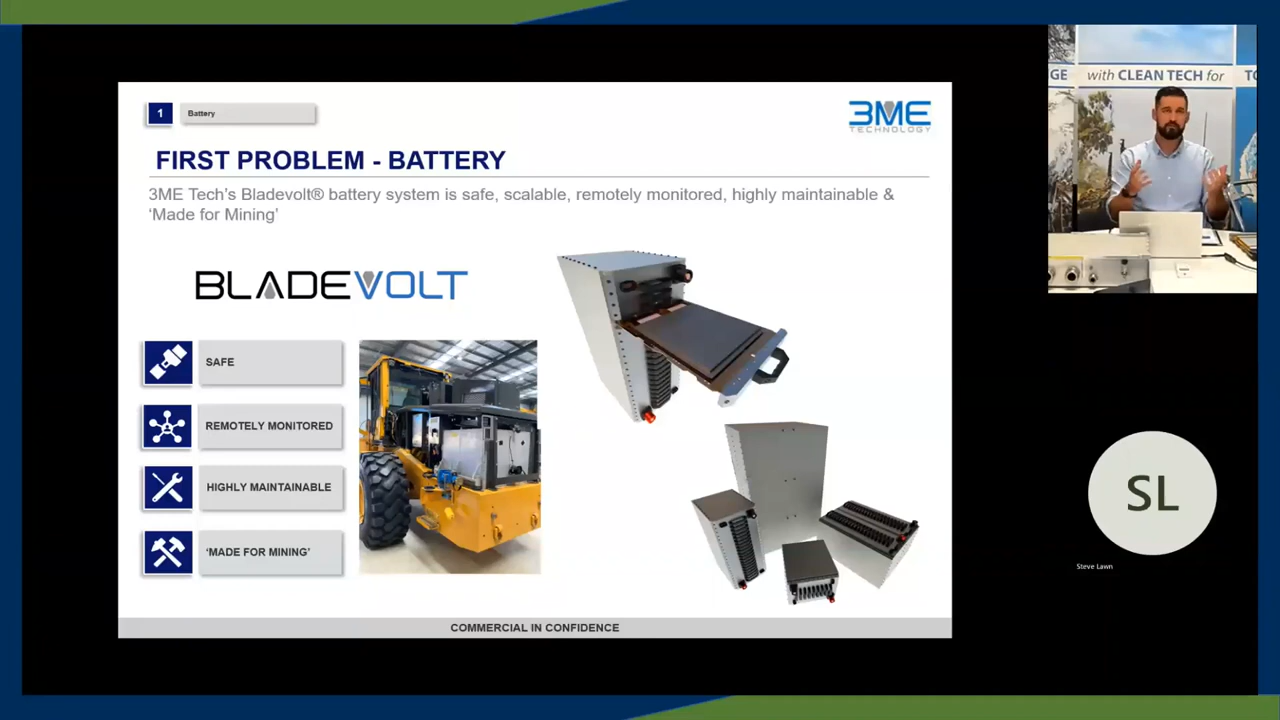 1
Battery
3ME
TECHNOLOGY
FIRST PROBLEM - BATTERY
3ME Tech's Bladevolt® battery system is safe, scalable, remotely monitored, highly maintainable &
'Made for Mining'
BLADEVOLT
SAFE
REMOTELY MONITORED
HIGHLY MAINTAINABLE
'MADE FOR MINING'
COMMERCIAL IN CONFIDENCE
GE with CLEAN TECH for TO
SL
Steve Lawn